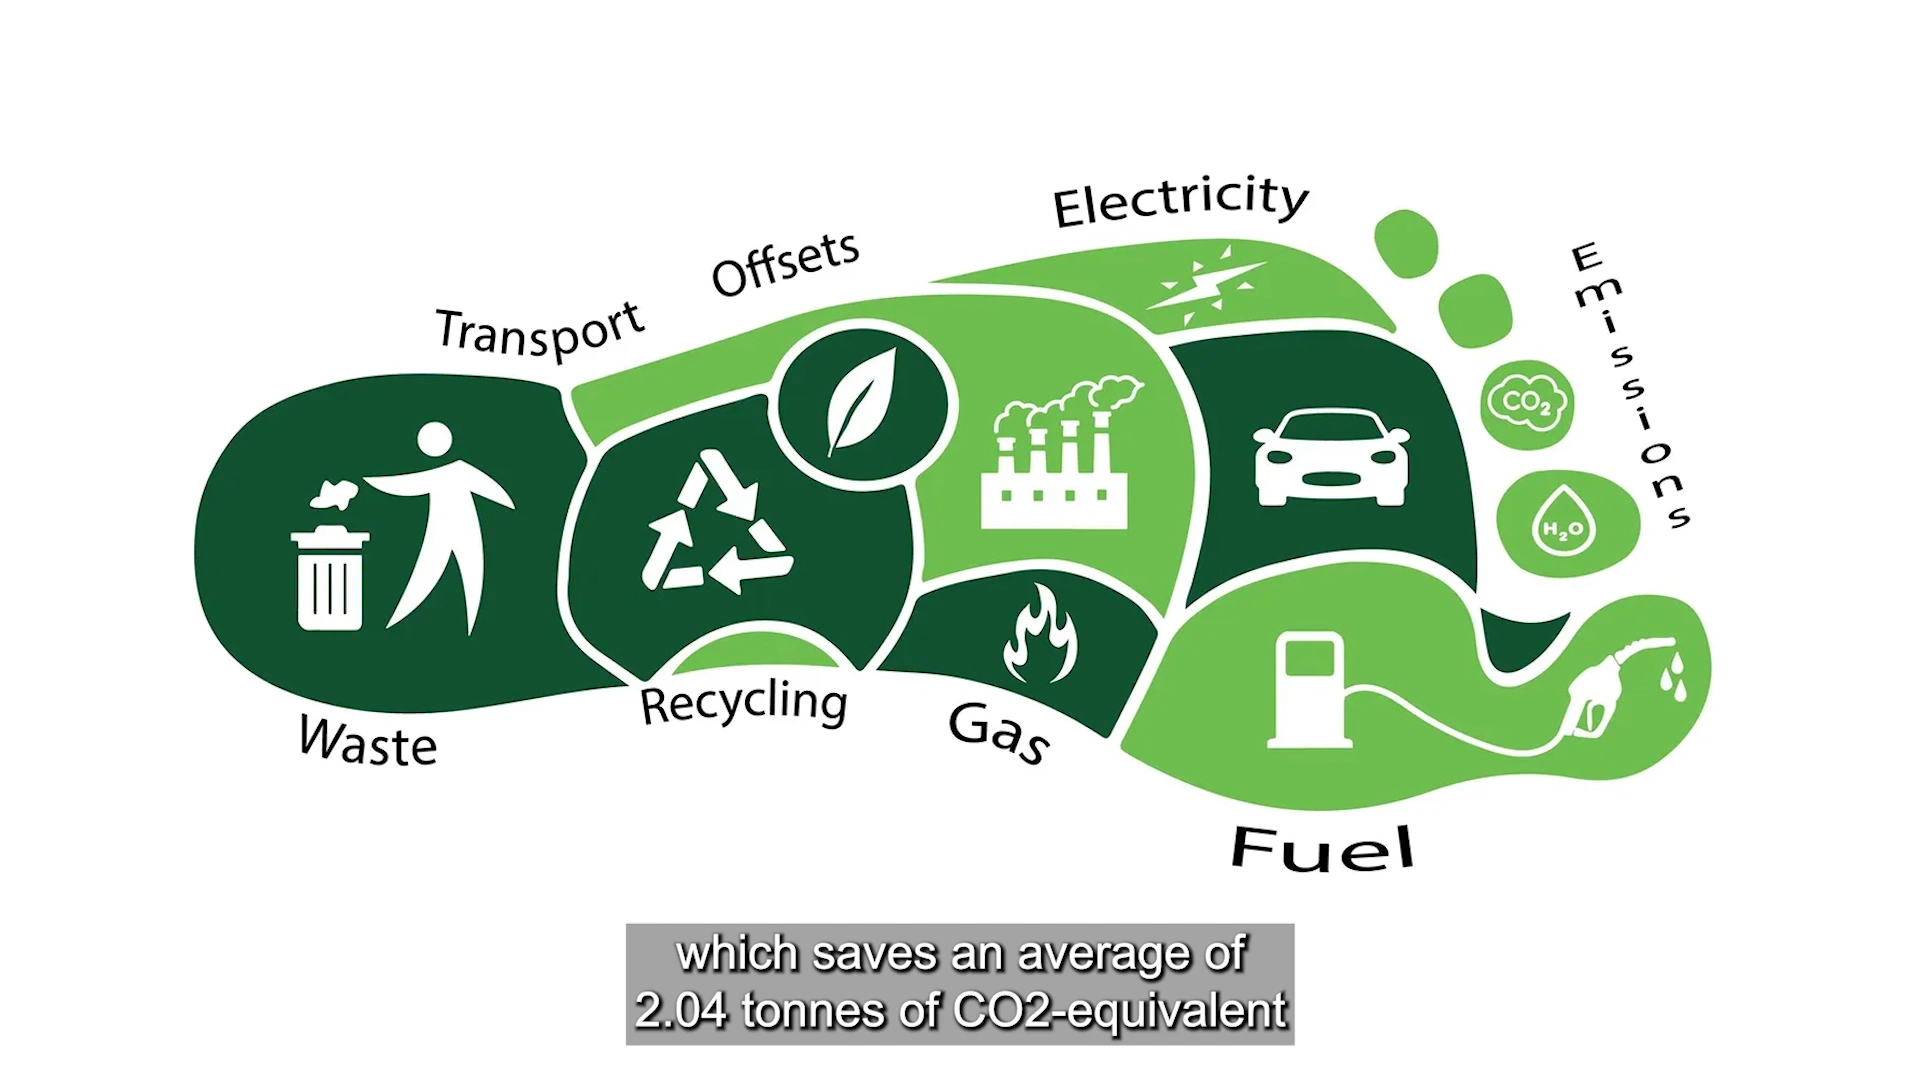 Electricity
Offsets
Transport
Emissions
CO2
H2O
Recycling
Gas
Waste
Fuel
which saves an average of
2.04 tonnes of CO2-equivalent